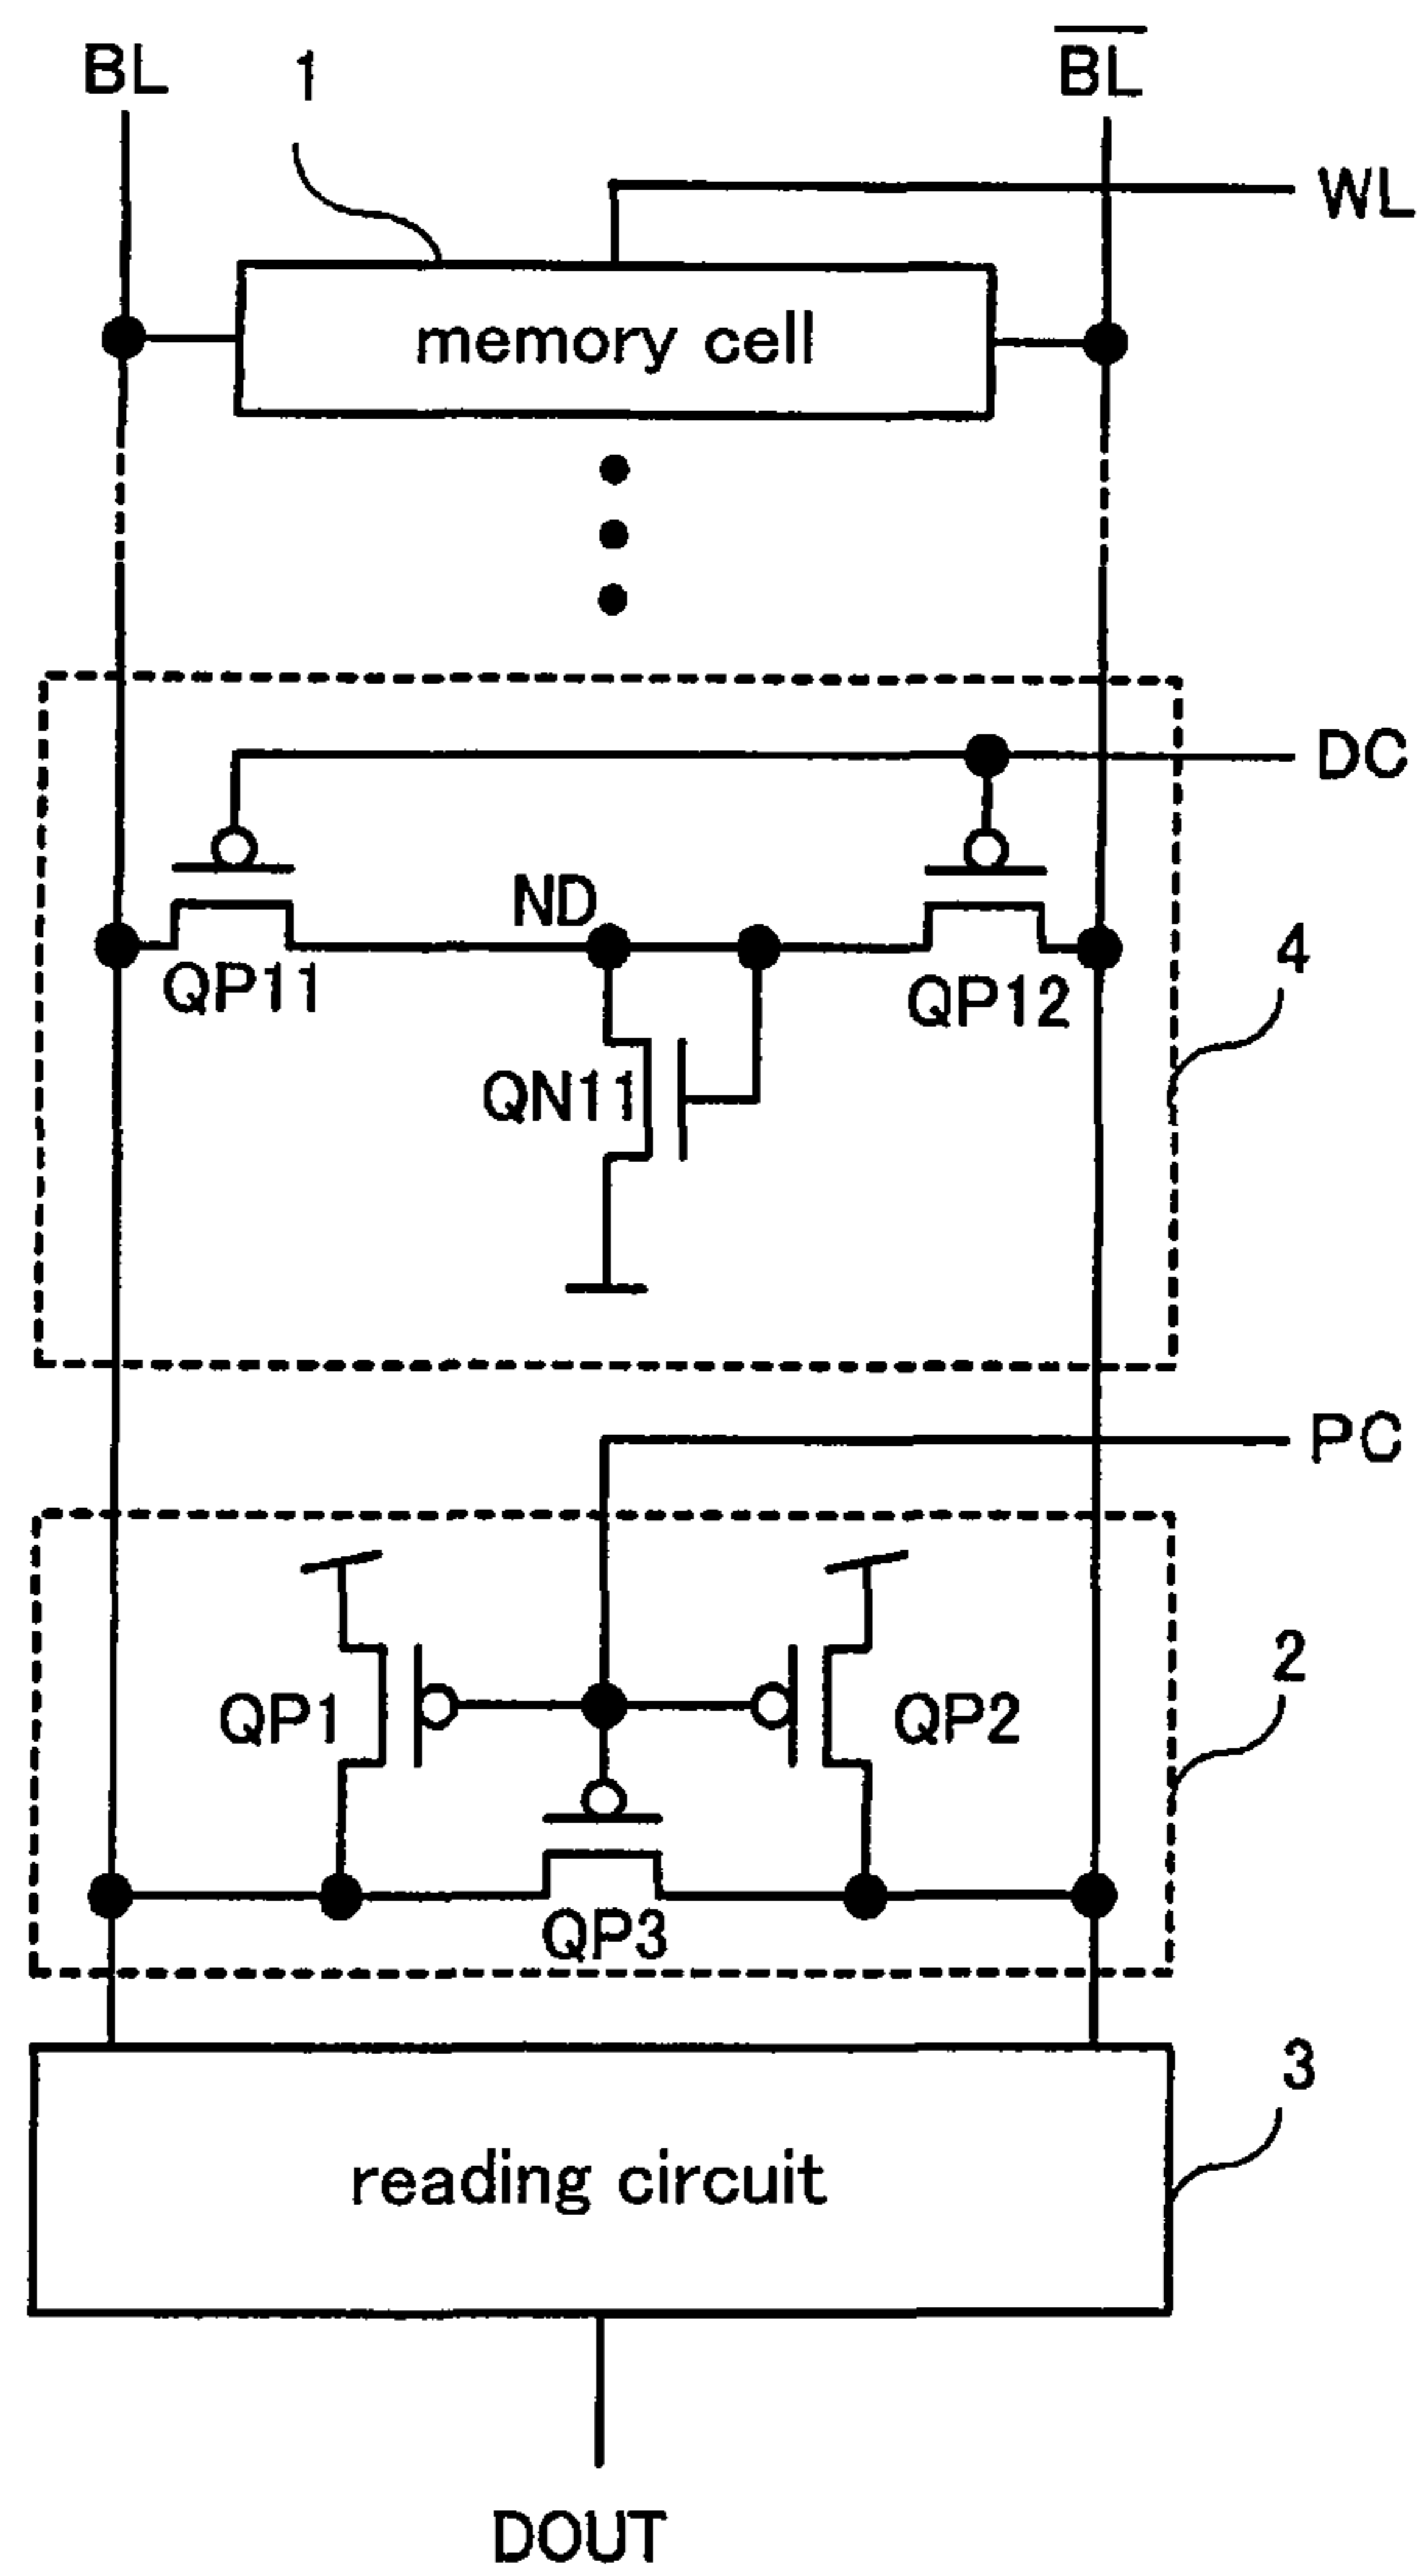 BL
1
B̅L̅
WL
memory cell
DC
ND
QP11
QP12
4
QN11
PC
QP1
QP2
2
QP3
3
reading circuit
DOUT